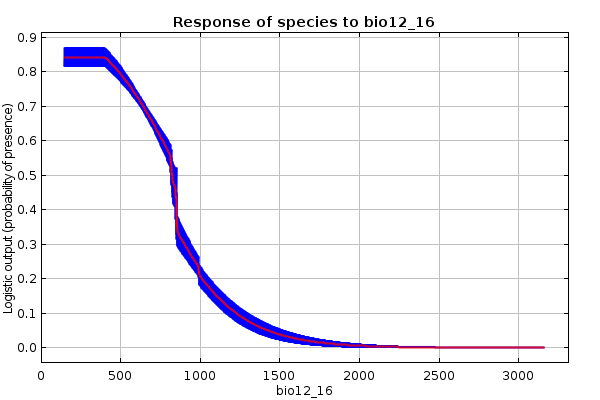 Response of species to bio12_16
Logistic output (probability of presence)
0.9
0.8
0.7
0.6
0.5
0.4
0.3
0.2
0.1
0.0
0 500 1000 1500 2000 2500 3000
bio12_16